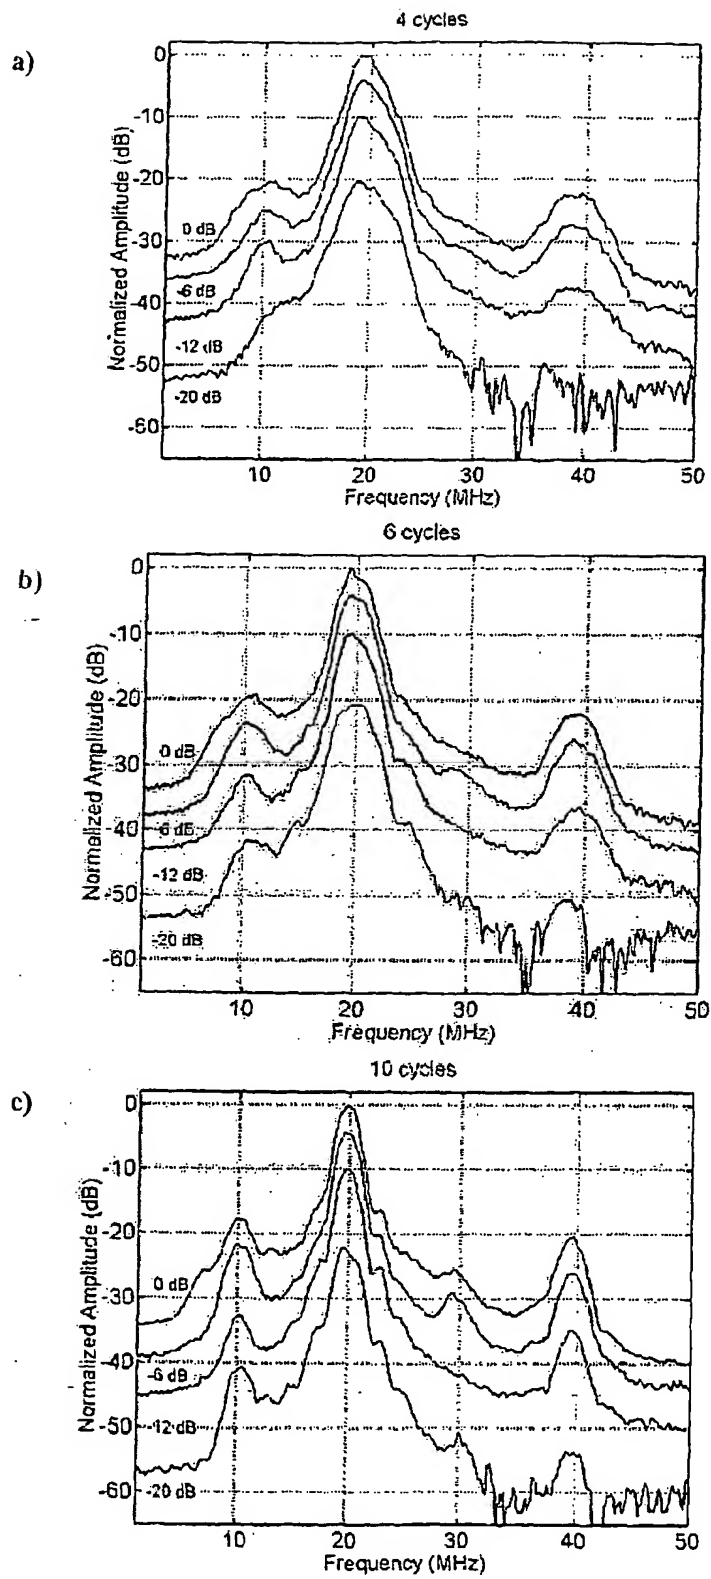 4 cycles
a)
0
-10
-20
-30
-40
-50
-60
Normalized Amplitude (dB)
0 dB
-6 dB
-12 dB
-20 dB
10
20
30
40
50
Frequency (MHz)
6 cycles
b)
0
-10
-20
-30
-40
-50
-60
Normalized Amplitude (dB)
0 dB
-6 dB
-12 dB
-20 dB
10
20
30
40
50
Frequency (MHz)
10 cycles
c)
0
-10
-20
-30
-40
-50
-60
Normalized Amplitude (dB)
0 dB
-6 dB
-12 dB
-20 dB
10
20
30
40
50
Frequency (MHz)